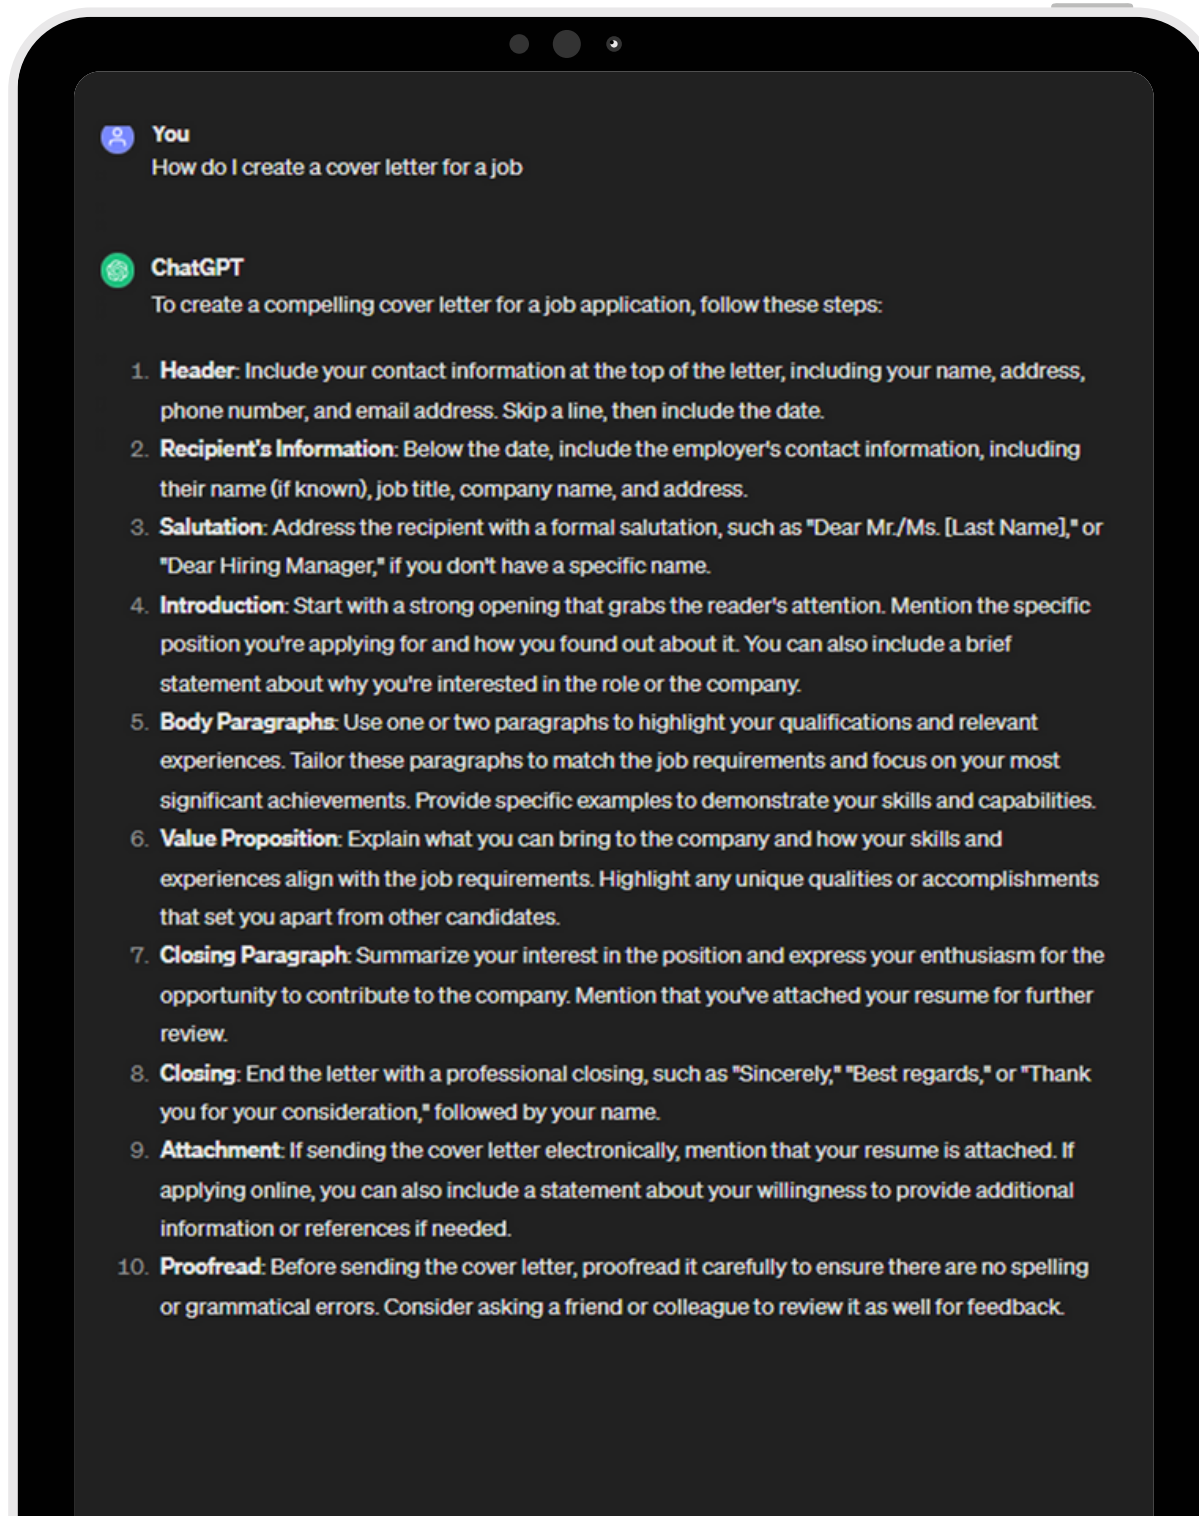 You
How do I create a cover letter for a job
ChatGPT
To create a compelling cover letter for a job application, follow these steps:
1. Header: Include your contact information at the top of the letter, including your name, address,
phone number, and email address. Skip a line, then include the date.
2. Recipient's Information: Below the date, include the employer's contact information, including
their name (if known), job title, company name, and address.
3. Salutation: Address the recipient with a formal salutation, such as "Dear Mr./Ms. [Last Name]," or
"Dear Hiring Manager," if you don't have a specific name.
4. Introduction: Start with a strong opening that grabs the reader's attention. Mention the specific
position you're applying for and how you found out about it. You can also include a brief
statement about why you're interested in the role or the company.
5. Body Paragraphs: Use one or two paragraphs to highlight your qualifications and relevant
experiences. Tailor these paragraphs to match the job requirements and focus on your most
significant achievements. Provide specific examples to demonstrate your skills and capabilities.
6. Value Proposition: Explain what you can bring to the company and how your skills and
experiences align with the job requirements. Highlight any unique qualities or accomplishments
that set you apart from other candidates.
7. Closing Paragraph: Summarize your interest in the position and express your enthusiasm for the
opportunity to contribute to the company. Mention that you've attached your resume for further
review.
8. Closing: End the letter with a professional closing, such as "Sincerely," "Best regards," or "Thank
you for your consideration," followed by your name.
9. Attachment: If sending the cover letter electronically, mention that your resume is attached. If
applying online, you can also include a statement about your willingness to provide additional
information or references if needed.
10. Proofread: Before sending the cover letter, proofread it carefully to ensure there are no spelling
or grammatical errors. Consider asking a friend or colleague to review it as well for feedback.